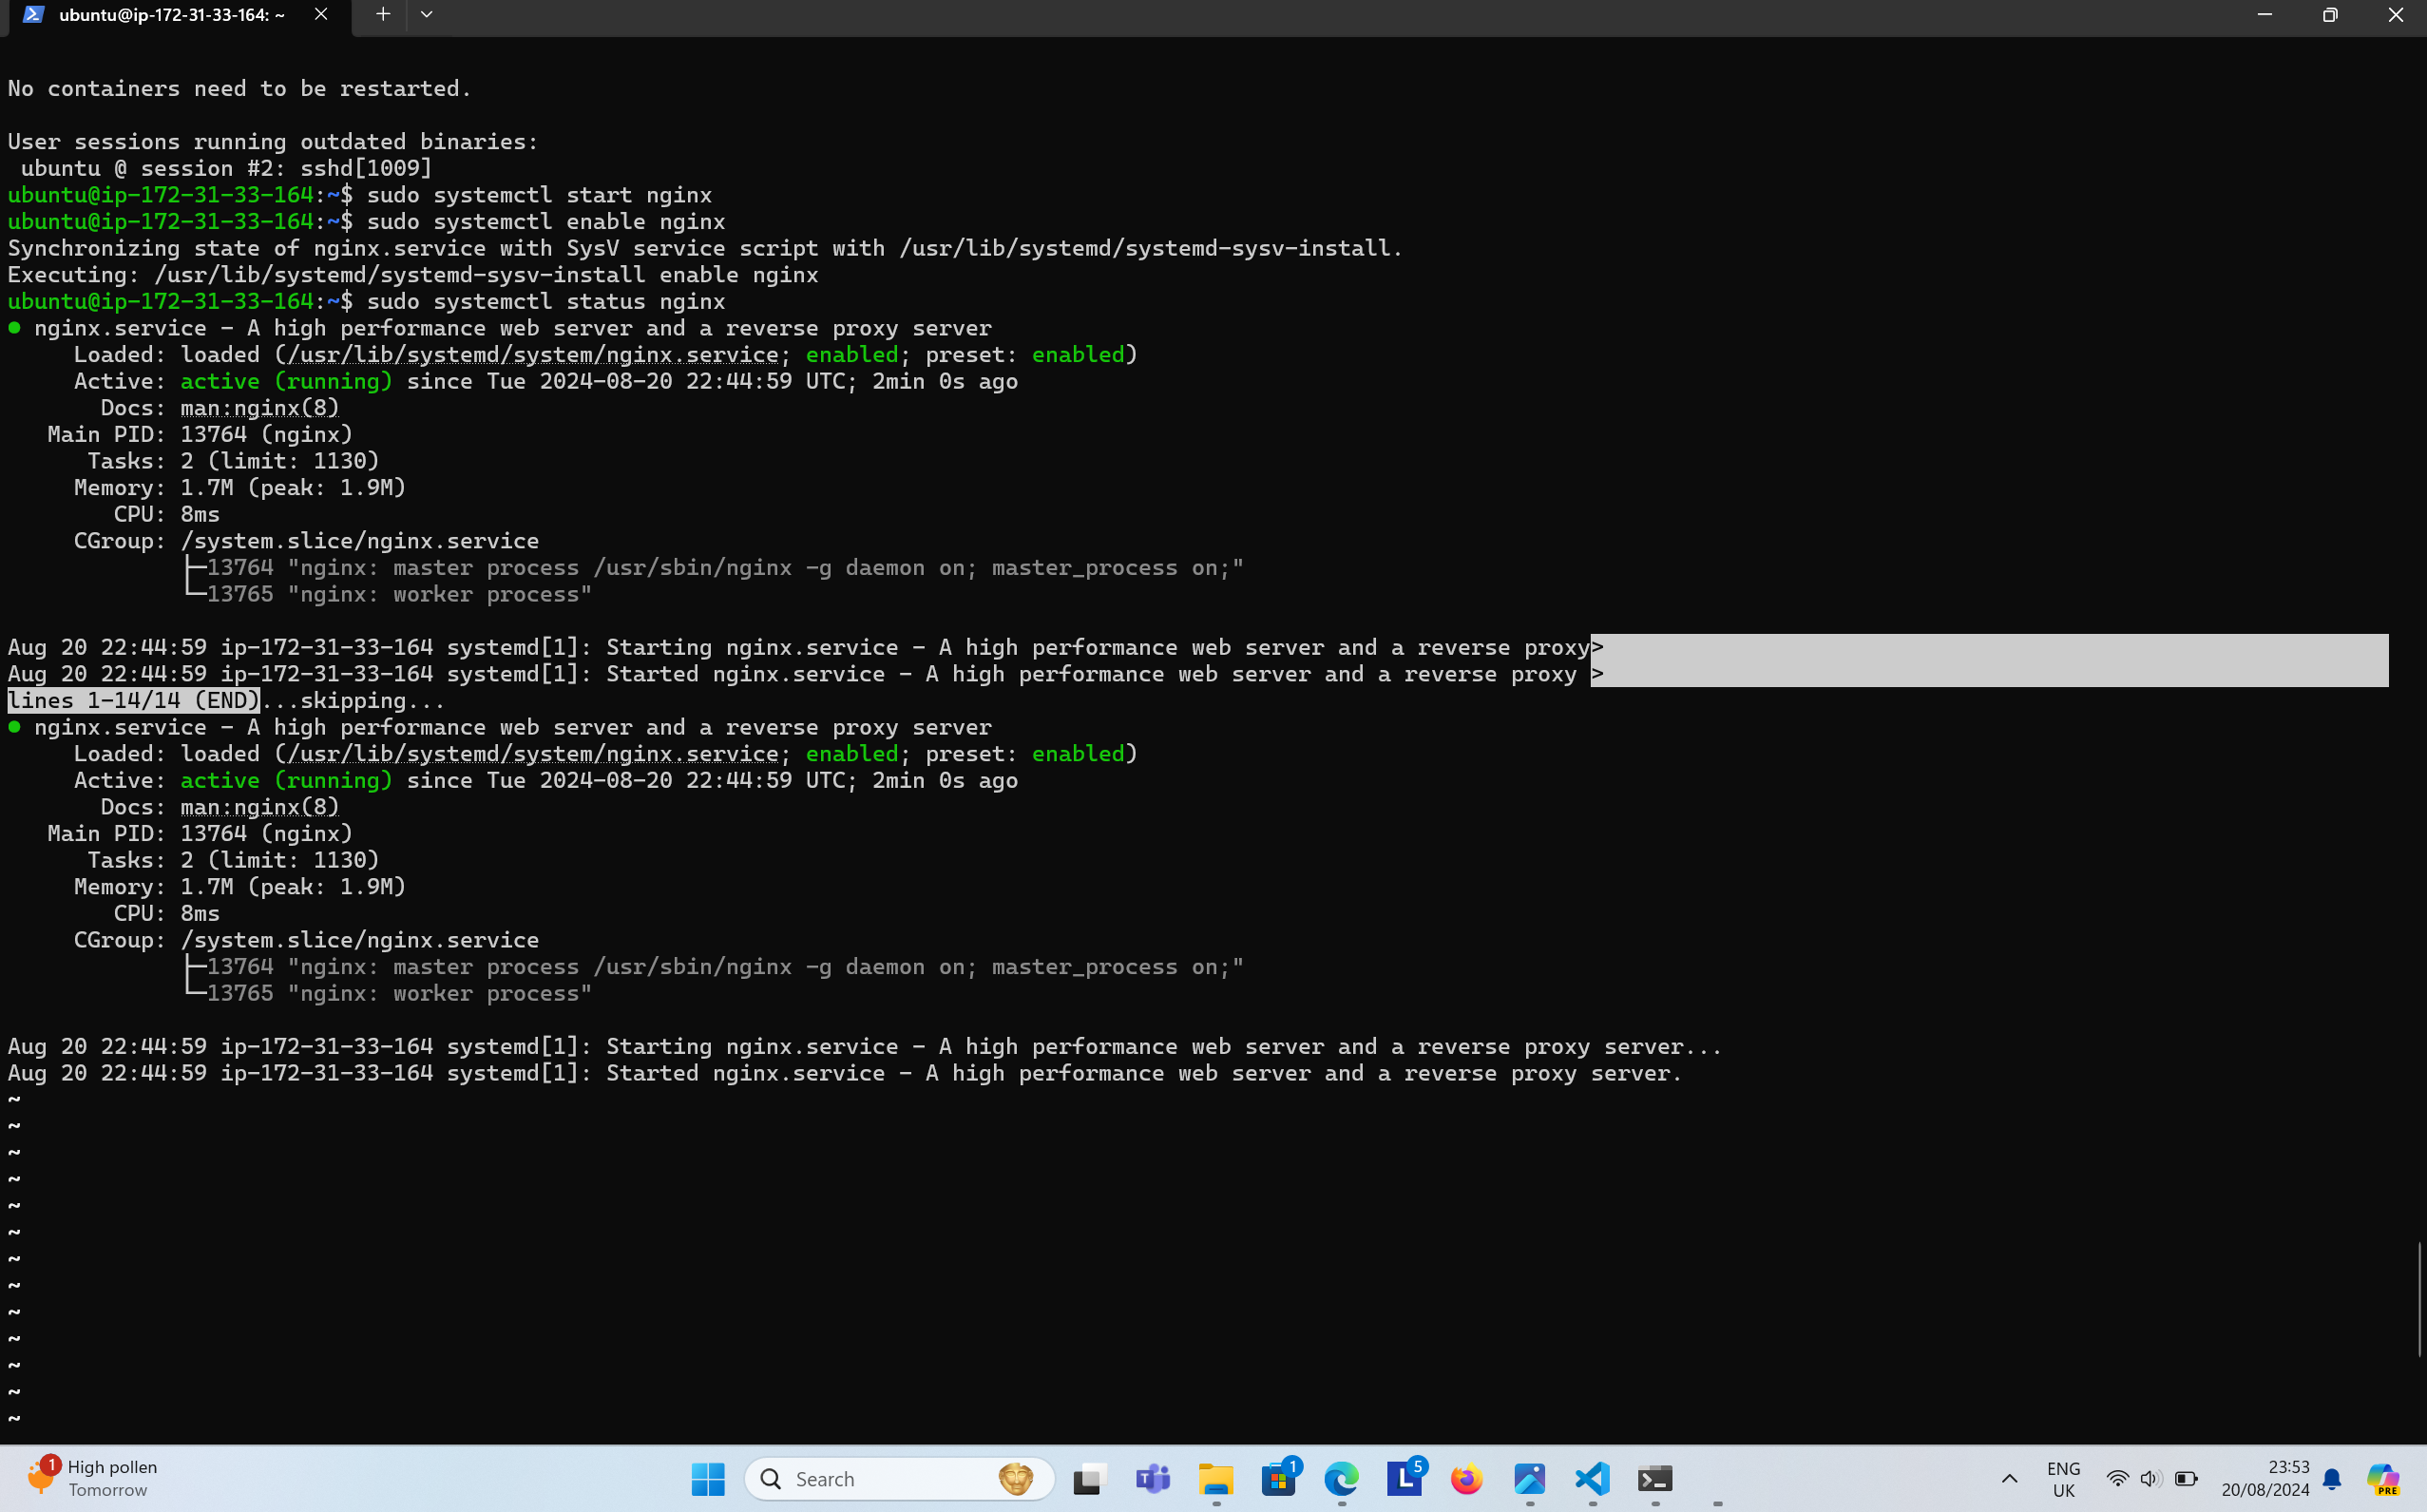 ubuntu@ip-172-31-33-164: ~
No containers need to be restarted.
User sessions running outdated binaries:
ubuntu @ session #2: sshd[1009]
ubuntu@ip-172-31-33-164:~$ sudo systemctl start nginx
ubuntu@ip-172-31-33-164:~$ sudo systemctl enable nginx
Synchronizing state of nginx.service with SysV service script with /usr/lib/systemd/systemd-sysv-install.
Executing: /usr/lib/systemd/systemd-sysv-install enable nginx
ubuntu@ip-172-31-33-164:~$ sudo systemctl status nginx
● nginx.service - A high performance web server and a reverse proxy server
Loaded: loaded (/usr/lib/systemd/system/nginx.service; enabled; preset: enabled)
Active: active (running) since Tue 2024-08-20 22:44:59 UTC; 2min 0s ago
Docs: man:nginx(8)
Main PID: 13764 (nginx)
Tasks: 2 (limit: 1130)
Memory: 1.7M (peak: 1.9M)
CPU: 8ms
CGroup: /system.slice/nginx.service
├─13764 "nginx: master process /usr/sbin/nginx -g daemon on; master_process on;"
└─13765 "nginx: worker process"
Aug 20 22:44:59 ip-172-31-33-164 systemd[1]: Starting nginx.service - A high performance web server and a reverse proxy>
Aug 20 22:44:59 ip-172-31-33-164 systemd[1]: Started nginx.service - A high performance web server and a reverse proxy >
lines 1-14/14 (END)...skipping...
● nginx.service - A high performance web server and a reverse proxy server
Loaded: loaded (/usr/lib/systemd/system/nginx.service; enabled; preset: enabled)
Active: active (running) since Tue 2024-08-20 22:44:59 UTC; 2min 0s ago
Docs: man:nginx(8)
Main PID: 13764 (nginx)
Tasks: 2 (limit: 1130)
Memory: 1.7M (peak: 1.9M)
CPU: 8ms
CGroup: /system.slice/nginx.service
├─13764 "nginx: master process /usr/sbin/nginx -g daemon on; master_process on;"
└─13765 "nginx: worker process"
Aug 20 22:44:59 ip-172-31-33-164 systemd[1]: Starting nginx.service - A high performance web server and a reverse proxy server...
Aug 20 22:44:59 ip-172-31-33-164 systemd[1]: Started nginx.service - A high performance web server and a reverse proxy server.
~
~
~
~
~
~
~
~
~
~
~
~
~
1 High pollen
Tomorrow
Search
T
1
L 5
ENG
UK
23:53
20/08/2024
PRE